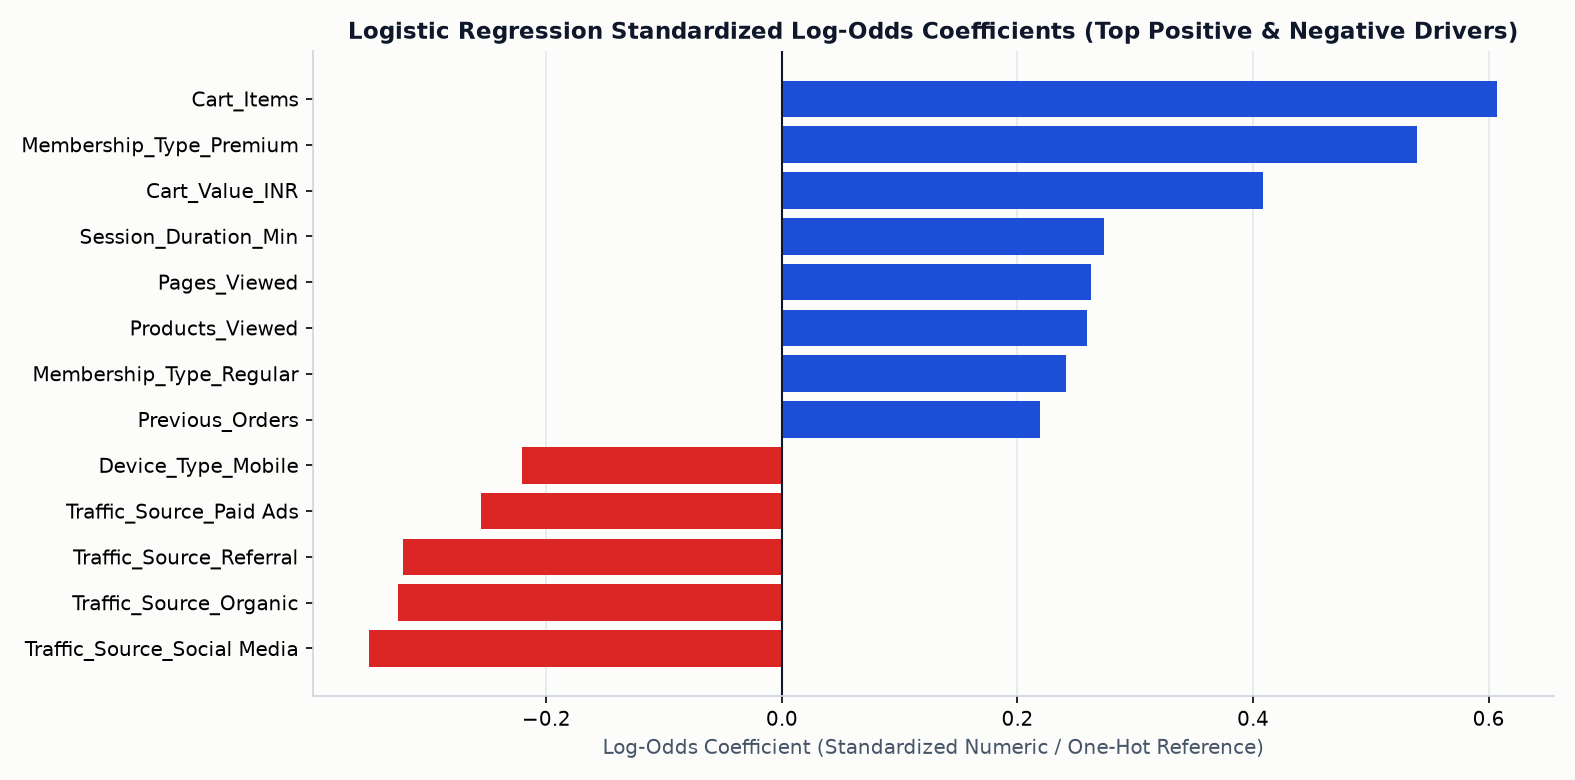 Logistic Regression Standardized Log-Odds Coefficients (Top Positive & Negative Drivers)
Cart_Items
Membership_Type_Premium
Cart_Value_INR
Session_Duration_Min
Pages_Viewed
Products_Viewed
Membership_Type_Regular
Previous_Orders
Device_Type_Mobile
Traffic_Source_Paid Ads
Traffic_Source_Referral
Traffic_Source_Organic
Traffic_Source_Social Media
−0.2 0.0 0.2 0.4 0.6
Log-Odds Coefficient (Standardized Numeric / One-Hot Reference)